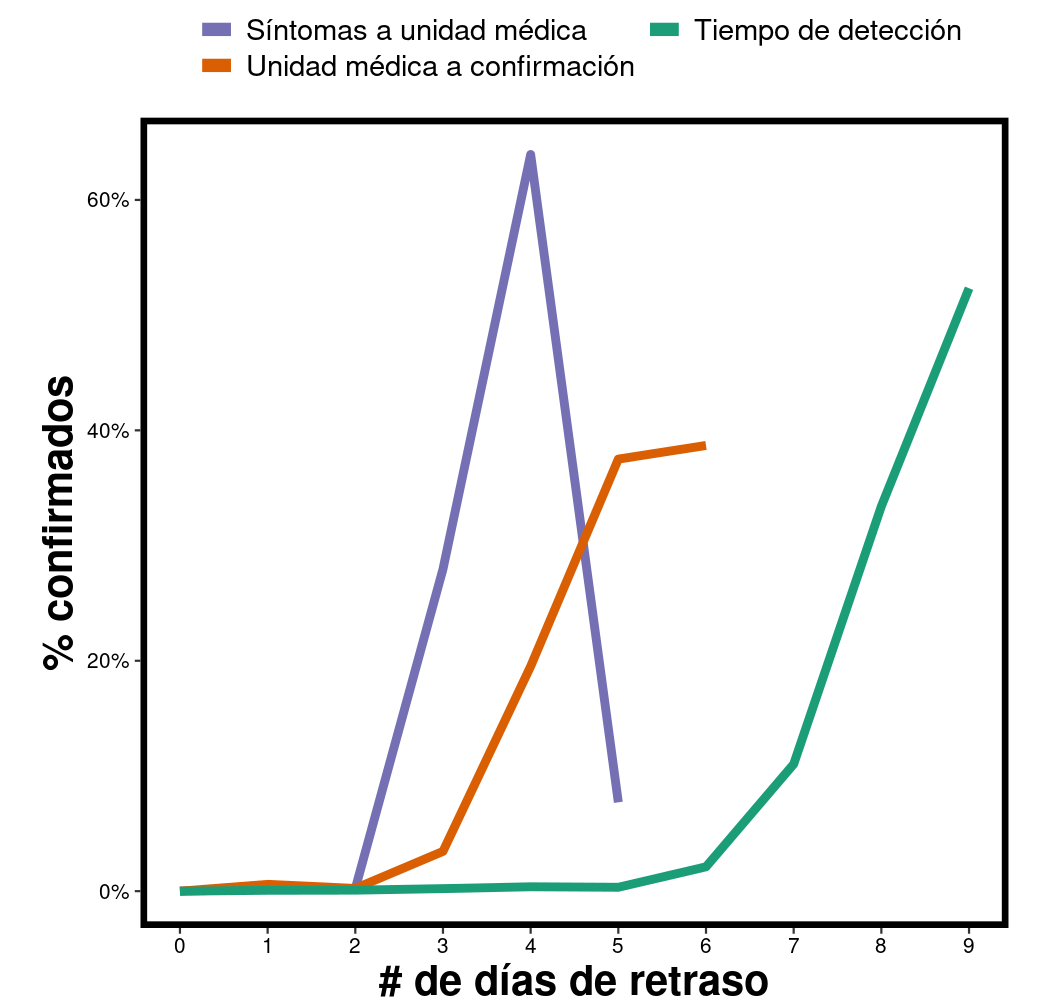 Síntomas a unidad médica
Tiempo de detección
Unidad médica a confirmación
60%
40%
20%
0%
% confirmados
0 1 2 3 4 5 6 7 8 9
# de días de retraso